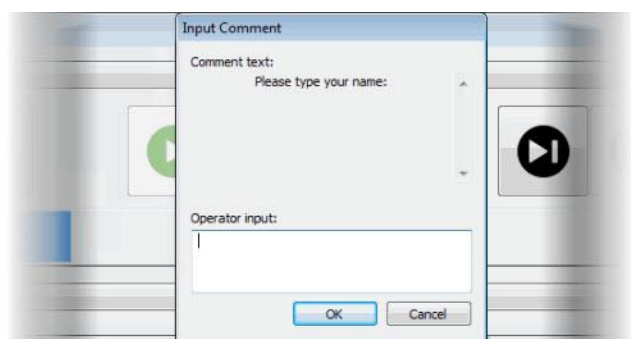 Input Comment
Comment text:
Please type your name:
Operator input:
OK
Cancel